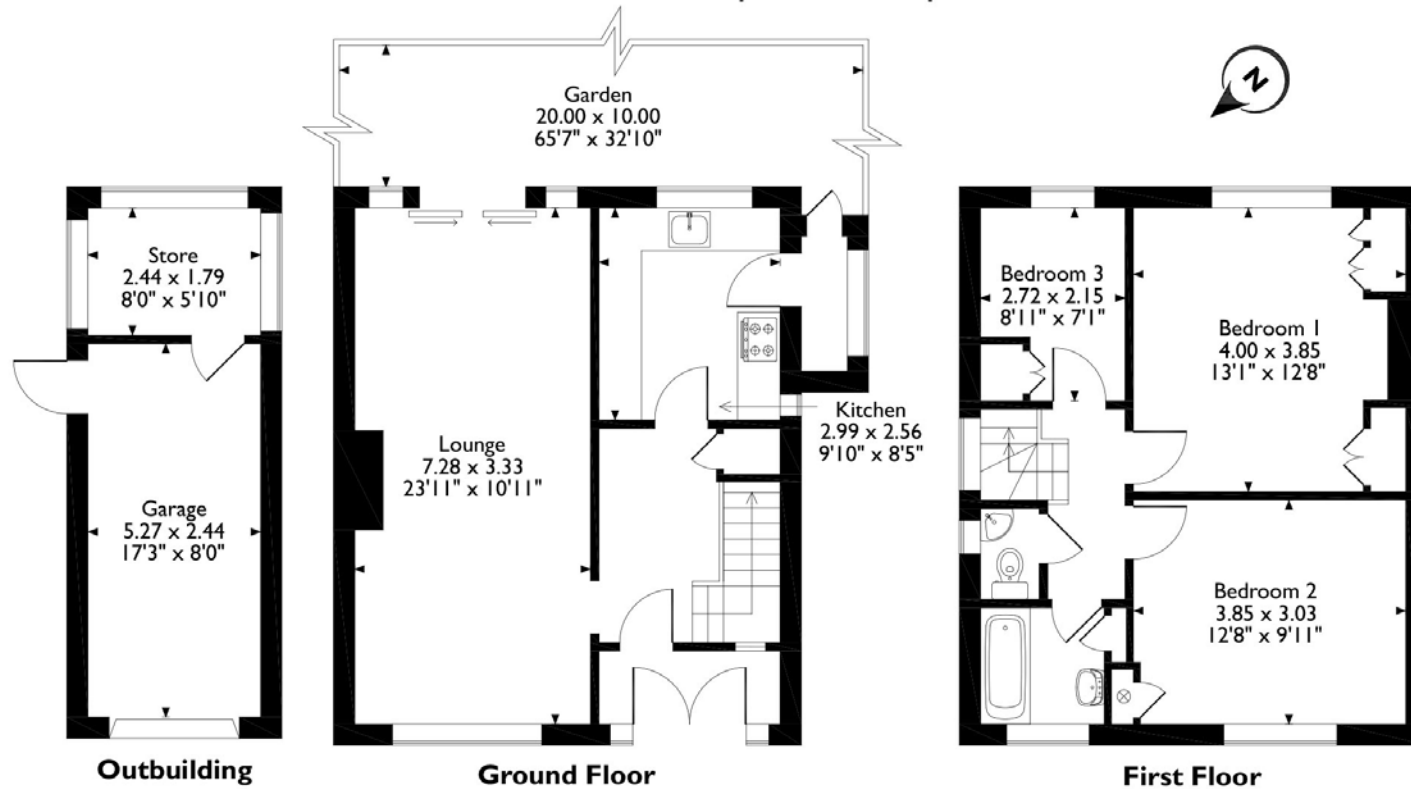 Garden
20.00 x 10.00
65'7" x 32'10"
N
Store
2.44 x 1.79
8'0" x 5'10"
Bedroom 3
2.72 x 2.15
8'11" x 7'1"
Bedroom 1
4.00 x 3.85
13'1" x 12'8"
Kitchen
2.99 x 2.56
9'10" x 8'5"
Lounge
7.28 x 3.33
23'11" x 10'11"
Garage
5.27 x 2.44
17'3" x 8'0"
Bedroom 2
3.85 x 3.03
12'8" x 9'11"
Outbuilding
Ground Floor
First Floor